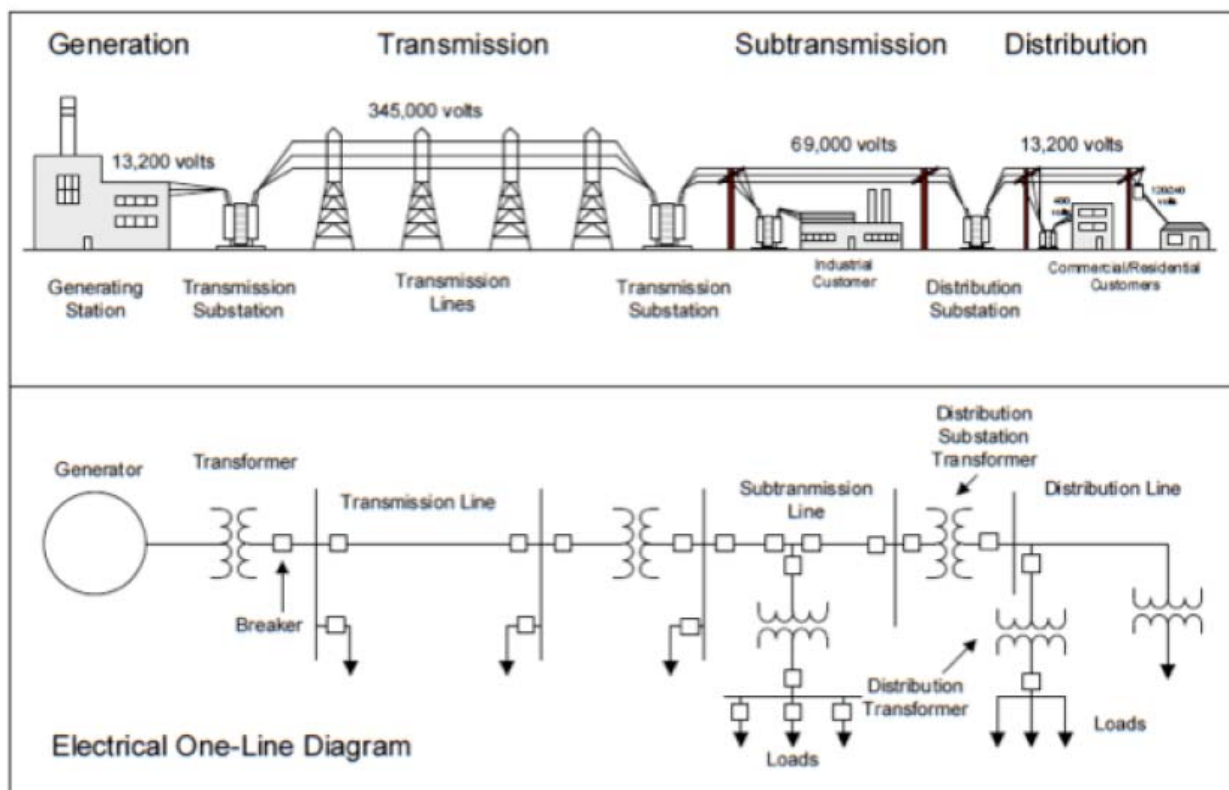 Generation
Transmission
Subtransmission
Distribution
345,000 volts
13,200 volts
69,000 volts
13,200 volts
volts
volts
Generating
Station
Transmission
Substation
Transmission
Lines
Transmission
Substation
Industrial
Customer
Distribution
Substation
Commercial/Residential
Customers
Generator
Transformer
Breaker
Transmission Line
Subtranmission
Line
Distribution
Substation
Transformer
Distribution Line
Distribution
Transformer
Loads
Loads
Electrical One-Line Diagram